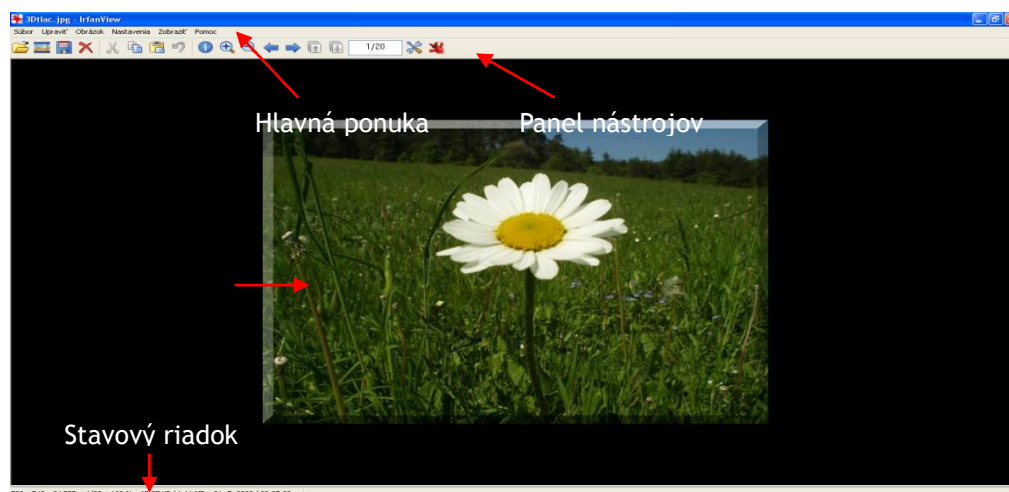 3Dtlac.jpg - IrfanView
Súbor Upraviť Obrázok Nastavenia Zobraziť Pomoc
1/20
Hlavná ponuka
Panel nástrojov
Stavový riadok